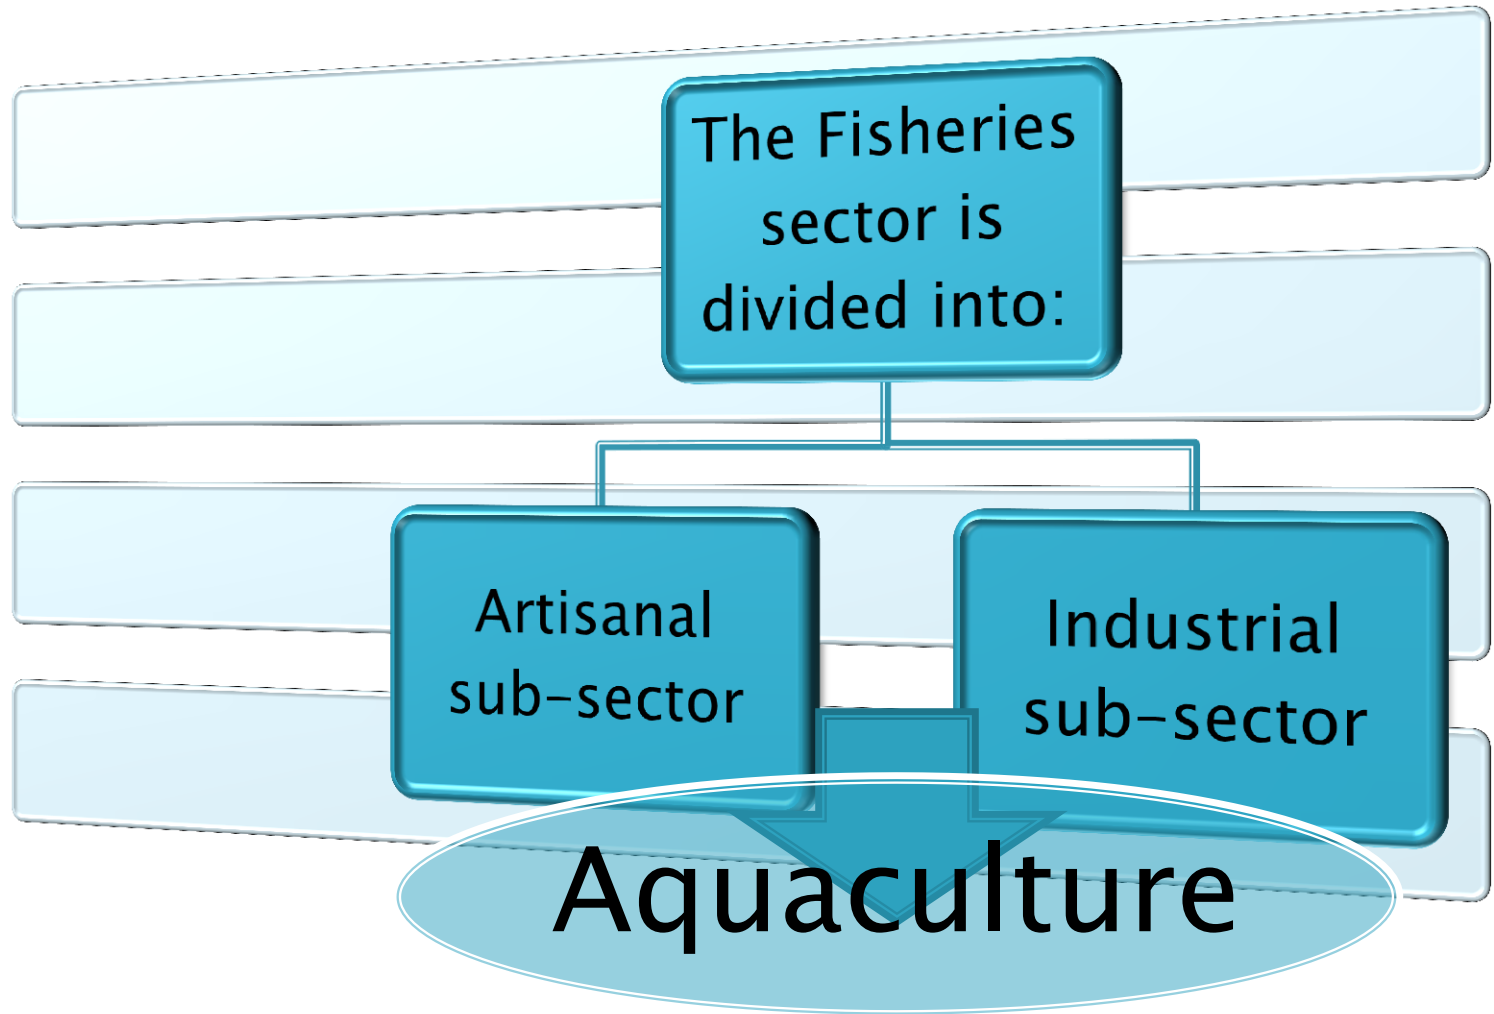 The Fisheries
sector is
divided into:
Artisanal
sub-sector
Industrial
sub-sector
Aquaculture